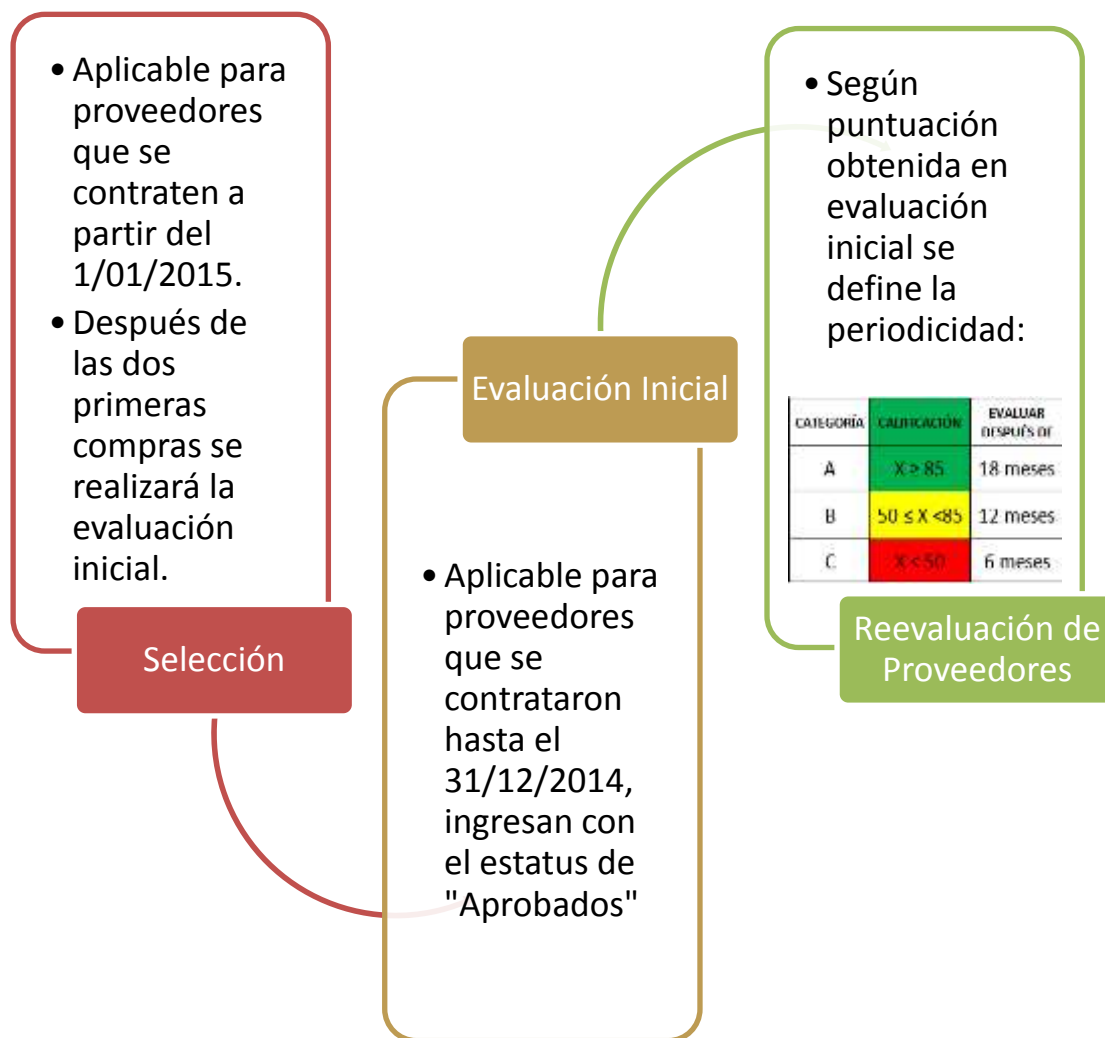 • Aplicable para
proveedores
que se
contraten a
partir del
1/01/2015.
• Después de
las dos
primeras
compras se
realizará la
evaluación
inicial.
Selección
Evaluación Inicial
• Aplicable para
proveedores
que se
contrataron
hasta el
31/12/2014,
ingresan con
el estatus de
"Aprobados"
• Según
puntuación
obtenida en
evaluación
inicial se
define la
periodicidad:
CATEGORÍA CALIFICACIÓN EVALUAR DESPUÉS DE
A X ≥ 85 18 meses
B 50 ≤ X <85 12 meses
C X < 50 6 meses
Reevaluación de
Proveedores